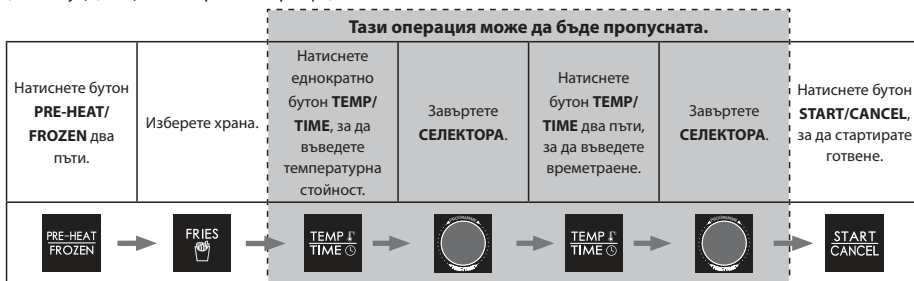 Тази операция може да бъде пропусната.
Натиснете бутон
PRE-HEAT/
FROZEN два
пъти.
Изберете храна.
Натиснете
еднократно
бутон TEMP/
TIME, за да
въведете
температурна
стойност.
Завъртете
СЕЛЕКТОРА.
Натиснете
бутон TEMP/
TIME два пъти,
за да въведете
времетраене.
Завъртете
СЕЛЕКТОРА.
Натиснете бутон
START/CANCEL,
за да стартирате
готвене.
PRE-HEAT
FROZEN
FRIES
TEMP
TIME
PROGRAMME
TEMP
TIME
PROGRAMME
START
CANCEL